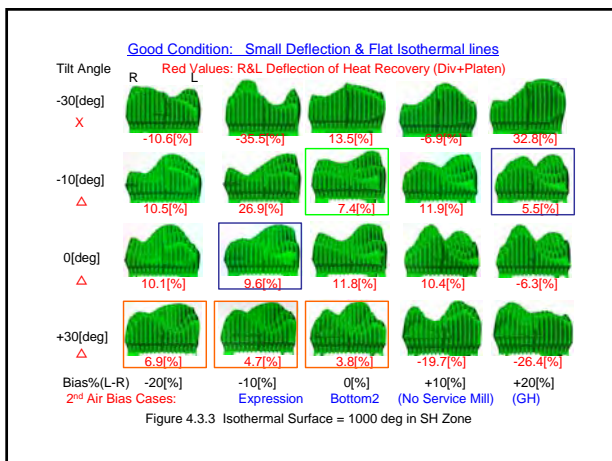 Good Condition: Small Deflection & Flat Isothermal lines
Tilt Angle Red Values: R&L Deflection of Heat Recovery (Div+Platen)
R L
-30[deg]
X
-10.6[%] -35.5[%] 13.5[%] -6.9[%] 32.8[%]
-10[deg]
△
10.5[%] 26.9[%] 7.4[%] 11.9[%] 5.5[%]
0[deg]
△
10.1[%] 9.6[%] 11.8[%] 10.4[%] -6.3[%]
+30[deg]
△
6.9[%] 4.7[%] 3.8[%] -19.7[%] -26.4[%]
Bias%(L-R) -20[%] -10[%] 0[%] +10[%] +20[%]
2nd Air Bias Cases: Expression Bottom2 (No Service Mill) (GH)
Figure 4.3.3 Isothermal Surface = 1000 deg in SH Zone